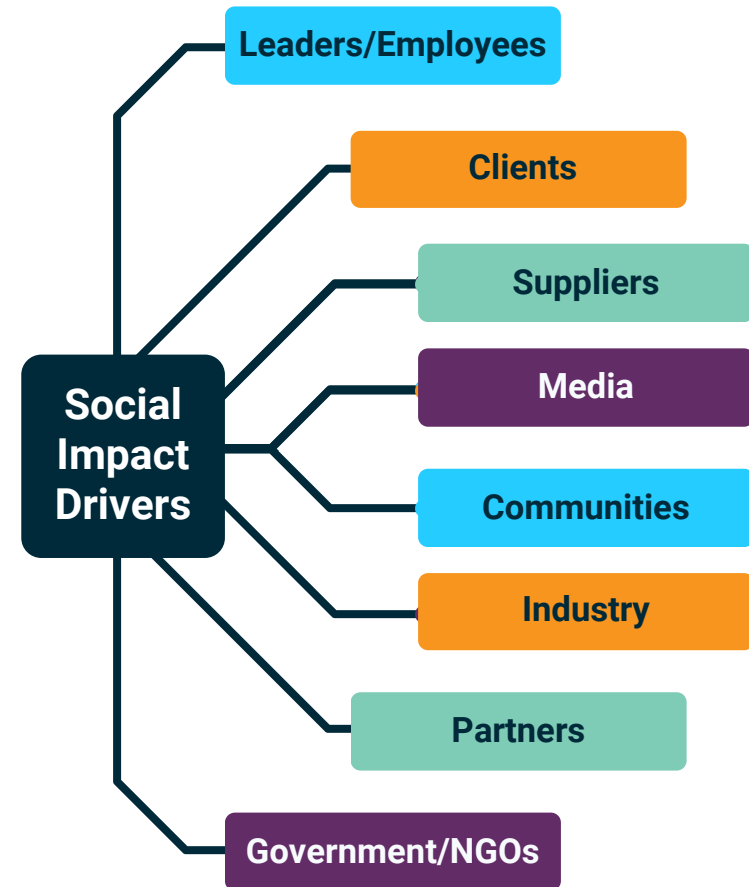 Leaders/Employees
Clients
Suppliers
Media
Social
Impact
Drivers
Communities
Industry
Partners
Government/NGOs